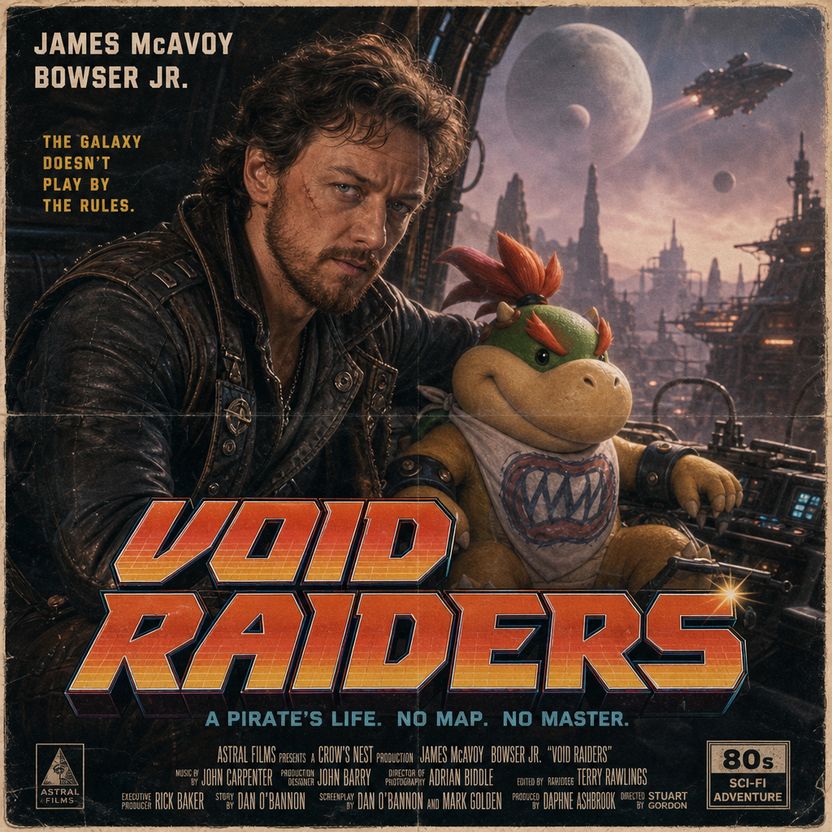 JAMES McAVOY
BOWSER JR.
THE GALAXY
DOESN'T
PLAY BY
THE RULES.
VOID
RAIDERS
A PIRATE'S LIFE. NO MAP. NO MASTER.
ASTRAL FILMS PRESENTS A CROW'S NEST PRODUCTION JAMES McAVOY BOWSER JR. "VOID RAIDERS"
MUSIC BY JOHN CARPENTER PRODUCTION DESIGNER JOHN BARRY DIRECTOR OF PHOTOGRAPHY ADRIAN BIDDLE EDITED BY TERRY RAWLINGS
EXECUTIVE PRODUCER RICK BAKER STORY BY DAN O'BANNON SCREENPLAY BY DAN O'BANNON AND MARK GOLDEN PRODUCED BY DAPHNE ASHBROOK DIRECTED BY STUART GORDON
ASTRAL
FILMS
80s
SCI-FI
ADVENTURE